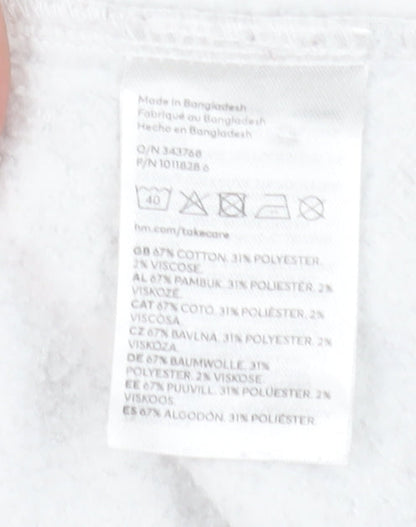 Made in Bangladesh
Fabriqué au Bangladesh
Hecho en Bangladesh
O/N 343768
P/N 1011828.6
40
hm.com/takecare
GB 67% COTTON. 31% POLYESTER.
2% VISCOSE.
AL 67% PAMBUK. 31% POLIESTËR. 2%
VISKOZË.
CAT 67% COTÓ. 31% POLIÈSTER. 2%
VISCOSA.
CZ 67% BAVLNA. 31% POLYESTER. 2%
VISKÓZA.
DE 67% BAUMWOLLE. 31%
POLYESTER. 2% VISKOSE.
EE 67% PUUVILL. 31% POLÜESTER. 2%
VISKOOS.
ES 67% ALGODÓN. 31% POLIÉSTER.